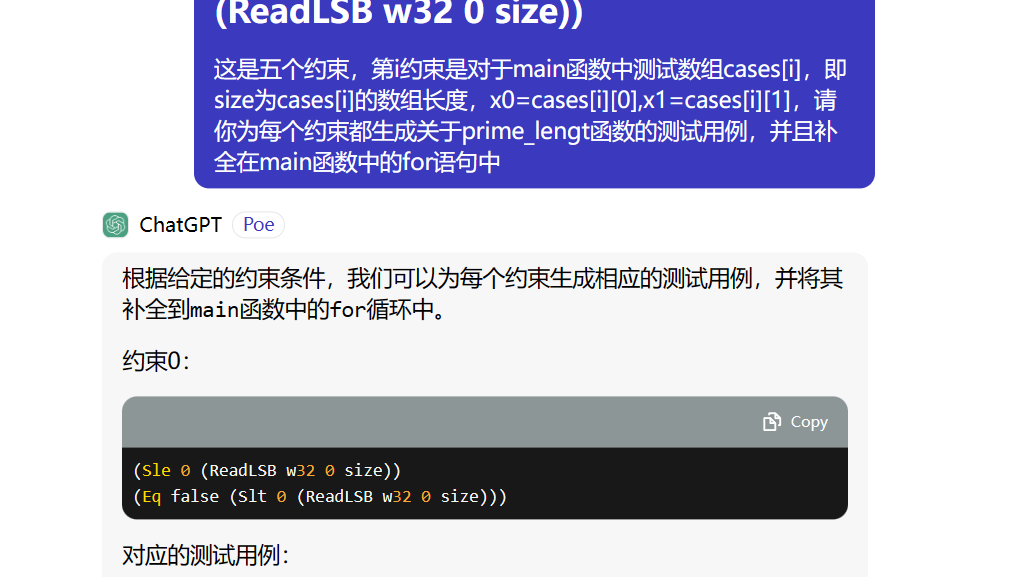 (ReadLSB w32 0 size))
这是五个约束，第i约束是对于main函数中测试数组cases[i]，即
size为cases[i]的数组长度，x0=cases[i][0],x1=cases[i][1]，请
你为每个约束都生成关于prime_lengt函数的测试用例，并且补
全在main函数中的for语句中
ChatGPT Poe
根据给定的约束条件，我们可以为每个约束生成相应的测试用例，并将其
补全到main函数中的for循环中。
约束0：
Copy
(Sle 0 (ReadLSB w32 0 size))
(Eq false (Slt 0 (ReadLSB w32 0 size)))
对应的测试用例：